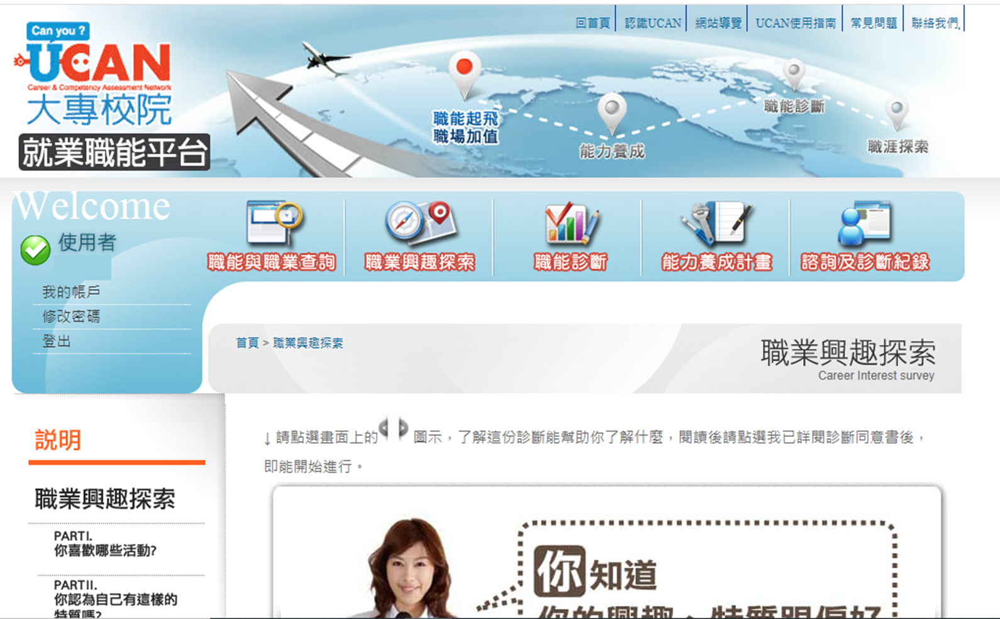 回首頁
認識UCAN
網站導覽
UCAN使用指南
常見問題
聯絡我們
Can you ?
UCAN
Career & Competency Assessment Network
大專校院
就業職能平台
職能起飛
職場加值
能力養成
職能診斷
職涯探索
Welcome
使用者
我的帳戶
修改密碼
登出
職能與職業查詢
職業興趣探索
職能診斷
能力養成計畫
諮詢及診斷紀錄
首頁 > 職業興趣探索
職業興趣探索
Career Interest survey
說明
職業興趣探索
PARTI.
你喜歡哪些活動?
PARTII.
你認為自己有這樣的
特質嗎?
↓ 請點選畫面上的 圖示，了解這份診斷能幫助你了解什麼，閱讀後請點選我已詳閱診斷同意書後，
即能開始進行。
你知道
你的興趣、特質跟偏好